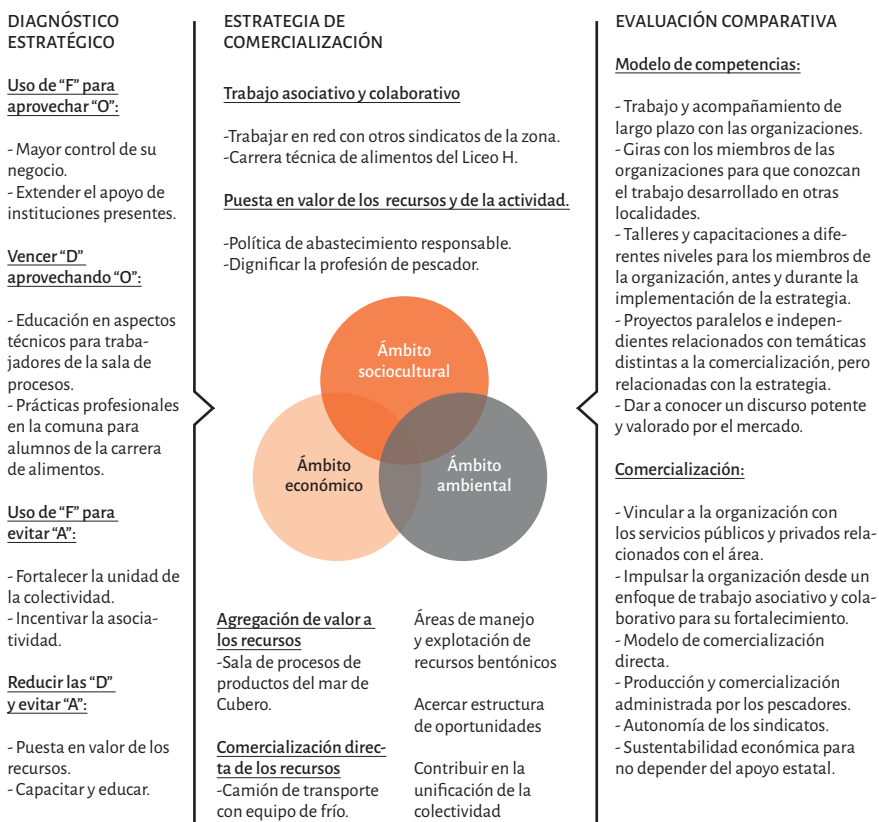 DIAGNÓSTICO
ESTRATÉGICO
Uso de “F” para
aprovechar “O”:
- Mayor control de su
negocio.
- Extender el apoyo de
instituciones presentes.
Vencer “D”
aprovechando “O”:
- Educación en aspectos
técnicos para traba-
jadores de la sala de
procesos.
- Prácticas profesionales
en la comuna para
alumnos de la carrera
de alimentos.
Uso de “F” para
evitar “A”:
- Fortalecer la unidad de
la colectividad.
- Incentivar la asocia-
tividad.
Reducir las “D”
y evitar “A”:
- Puesta en valor de los
recursos.
- Capacitar y educar.
ESTRATEGIA DE
COMERCIALIZACIÓN
Trabajo asociativo y colaborativo
-Trabajar en red con otros sindicatos de la zona.
-Carrera técnica de alimentos del Liceo H.
Puesta en valor de los recursos y de la actividad.
-Política de abastecimiento responsable.
-Dignificar la profesión de pescador.
Ámbito
sociocultural
Ámbito
económico
Ámbito
ambiental
Agregación de valor a
los recursos
-Sala de procesos de
productos del mar de
Cubero.
Comercialización direc-
ta de los recursos
-Camión de transporte
con equipo de frío.
Áreas de manejo
y explotación de
recursos bentónicos
Acercar estructura
de oportunidades
Contribuir en la
unificación de la
colectividad
EVALUACIÓN COMPARATIVA
Modelo de competencias:
- Trabajo y acompañamiento de
largo plazo con las organizaciones.
- Giras con los miembros de las
organizaciones para que conozcan
el trabajo desarrollado en otras
localidades.
- Talleres y capacitaciones a dife-
rentes niveles para los miembros de
la organización, antes y durante la
implementación de la estrategia.
- Proyectos paralelos e indepen-
dientes relacionados con temáticas
distintas a la comercialización, pero
relacionadas con la estrategia.
- Dar a conocer un discurso potente
y valorado por el mercado.
Comercialización:
- Vincular a la organización con
los servicios públicos y privados rela-
cionados con el área.
- Impulsar la organización desde un
enfoque de trabajo asociativo y cola-
borativo para su fortalecimiento.
- Modelo de comercialización
directa.
- Producción y comercialización
administrada por los pescadores.
- Autonomía de los sindicatos.
- Sustentabilidad económica para
no depender del apoyo estatal.